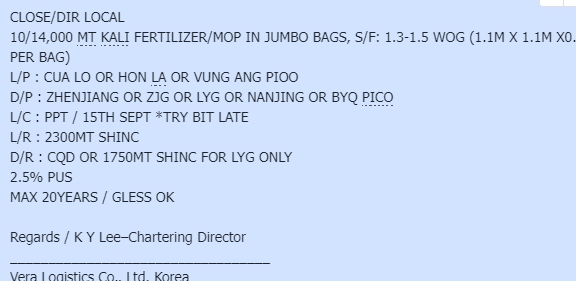 CLOSE/DIR LOCAL
10/14,000 MT KALI FERTILIZER/MOP IN JUMBO BAGS, S/F: 1.3-1.5 WOG (1.1M X 1.1M X0.
PER BAG)
L/P : CUA LO OR HON LA OR VUNG ANG PIOO
D/P : ZHENJIANG OR ZJG OR LYG OR NANJING OR BYQ PICO
L/C : PPT / 15TH SEPT *TRY BIT LATE
L/R : 2300MT SHINC
D/R : CQD OR 1750MT SHINC FOR LYG ONLY
2.5% PUS
MAX 20YEARS / GLESS OK
Regards / K Y Lee–Chartering Director
Vera Logistics Co., Ltd. Korea